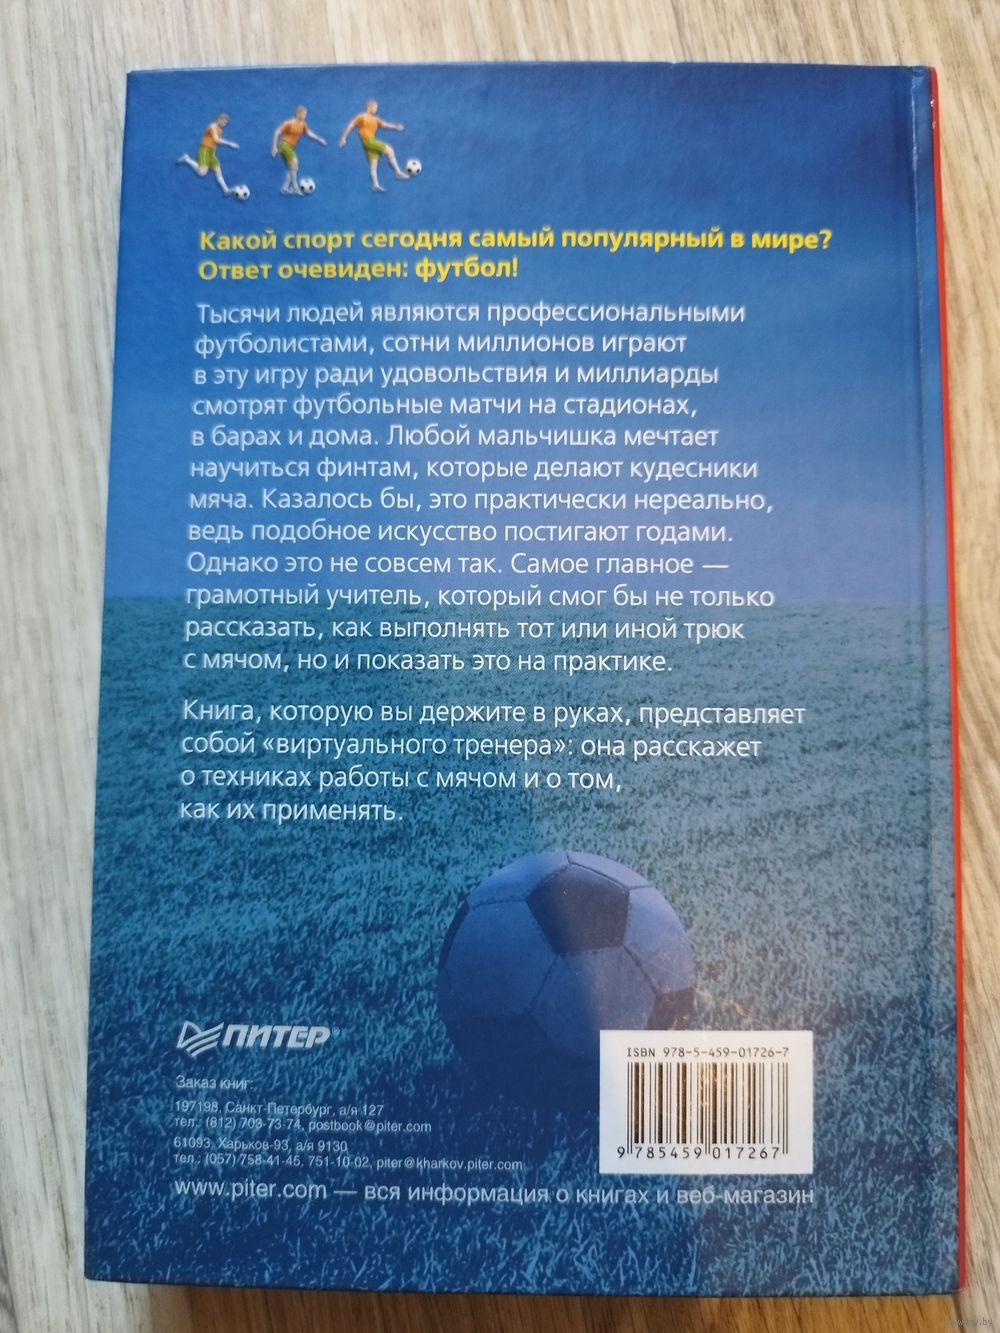 Какой спорт сегодня самый популярный в мире?
Ответ очевиден: футбол!
Тысячи людей являются профессиональными
футболистами, сотни миллионов играют
в эту игру ради удовольствия и миллиарды
смотрят футбольные матчи на стадионах,
в барах и дома. Любой мальчишка мечтает
научиться финтам, которые делают кудесники
мяча. Казалось бы, это практически нереально,
ведь подобное искусство постигают годами.
Однако это не совсем так. Самое главное —
грамотный учитель, который смог бы не только
рассказать, как выполнять тот или иной трюк
с мячом, но и показать это на практике.
Книга, которую вы держите в руках, представляет
собой «виртуального тренера»: она расскажет
о техниках работы с мячом и о том,
как их применять.
ПИТЕР®
Заказ книг:
197198, Санкт-Петербург, а/я 127
тел.: (812) 703-73-74, postbook@piter.com
61093, Харьков-93, а/я 9130
тел.: (057) 758-41-45, 751-10-02, piter@kharkov.piter.com
www.piter.com — вся информация о книгах и веб-магазин
ISBN 978-5-459-01726-7
9 785459 017267